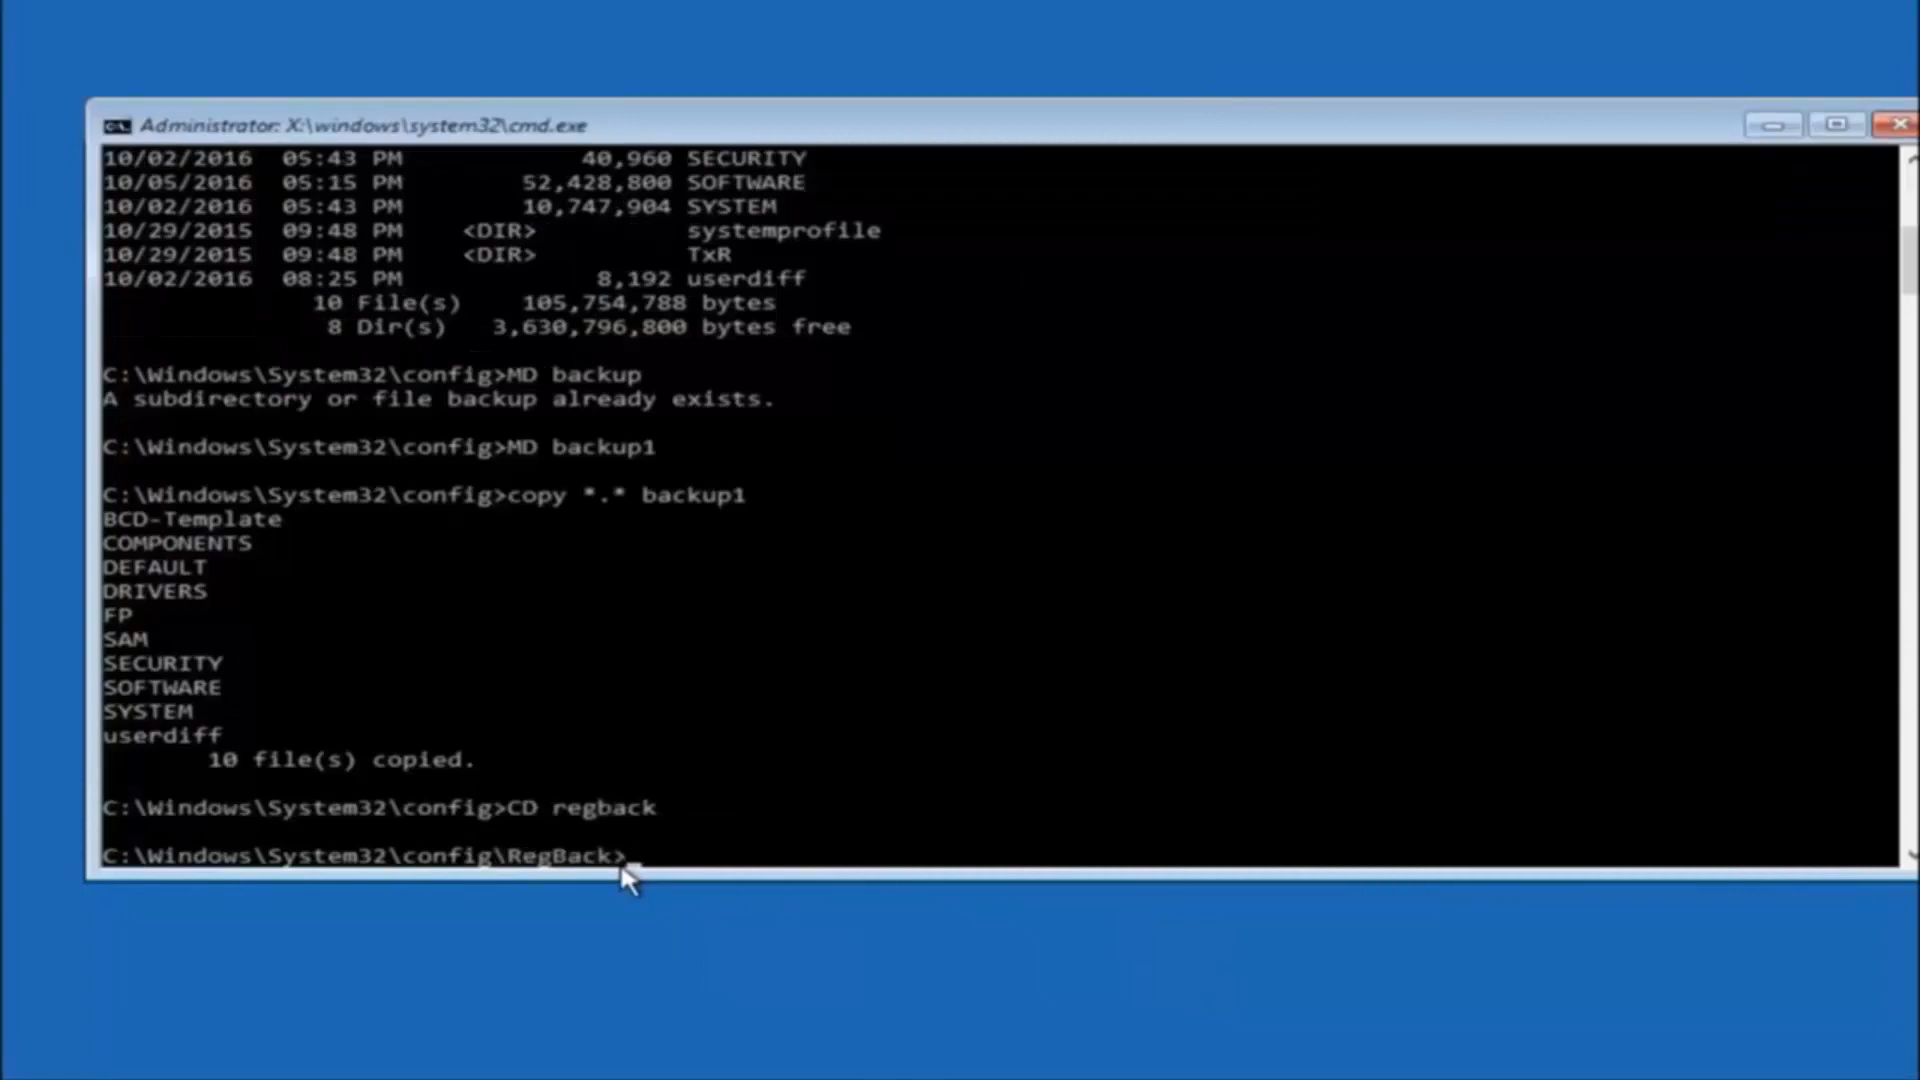 Administrator: X:\windows\system32\cmd.exe
10/02/2016  05:43 PM            40,960 SECURITY
10/05/2016  05:15 PM        52,428,800 SOFTWARE
10/02/2016  05:43 PM        10,747,904 SYSTEM
10/29/2015  09:48 PM    <DIR>          systemprofile
10/29/2015  09:48 PM    <DIR>          TxR
10/02/2016  08:25 PM             8,192 userdiff
              10 File(s)    105,754,788 bytes
               8 Dir(s)   3,630,796,800 bytes free
C:\Windows\System32\config>MD backup
A subdirectory or file backup already exists.
C:\Windows\System32\config>MD backup1
C:\Windows\System32\config>copy *.* backup1
BCD-Template
COMPONENTS
DEFAULT
DRIVERS
FP
SAM
SECURITY
SOFTWARE
SYSTEM
userdiff
       10 file(s) copied.
C:\Windows\System32\config>CD regback
C:\Windows\System32\config\RegBack>